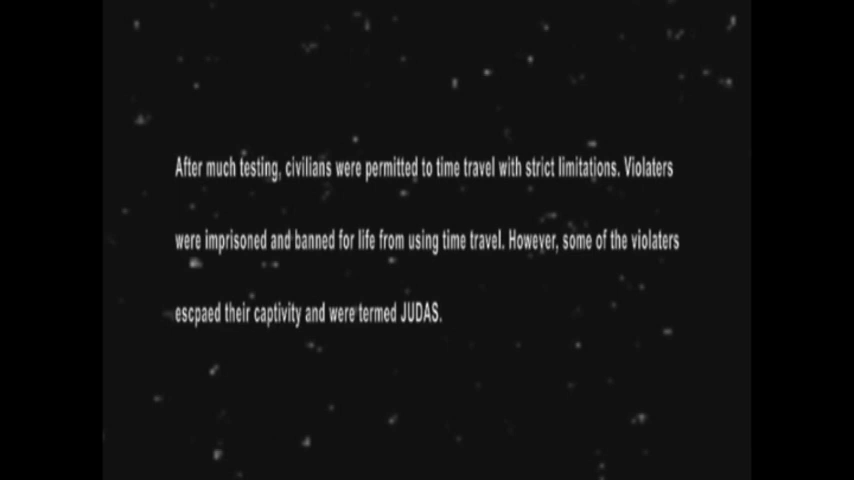 After much testing, civilians were permitted to time travel with strict limitations. Violaters
were imprisoned and banned for life from using time travel. However, some of the violaters
escpaed their captivity and were termed JUDAS.